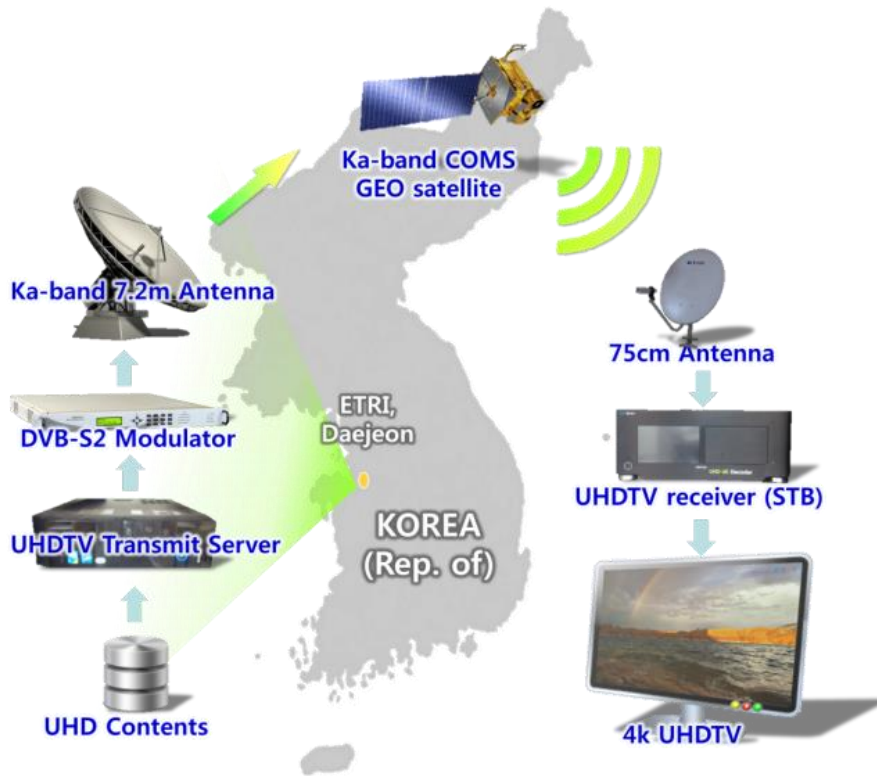 Ka-band COMS
GEO satellite
Ka-band 7.2m Antenna
75cm Antenna
DVB-S2 Modulator
ETRI,
Daejeon
UHDTV receiver (STB)
UHDTV Transmit Server
KOREA
(Rep. of)
UHD Contents
4k UHDTV